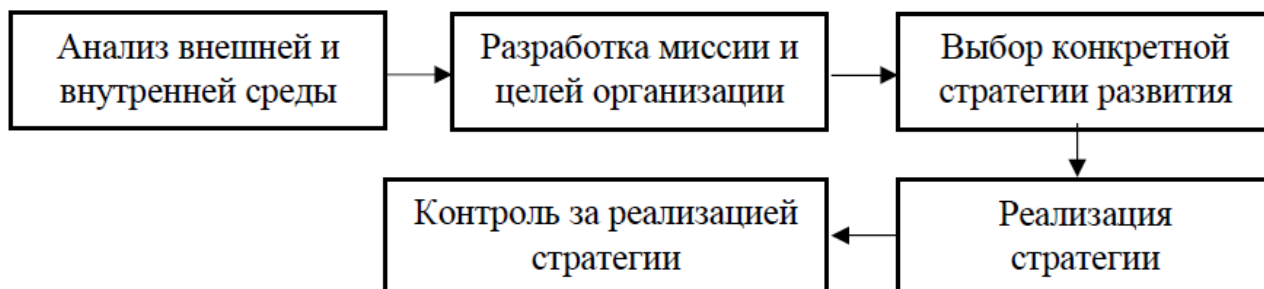 Анализ внешней и
внутренней среды
Разработка миссии и
целей организации
Выбор конкретной
стратегии развития
Контроль за реализацией
стратегии
Реализация
стратегии